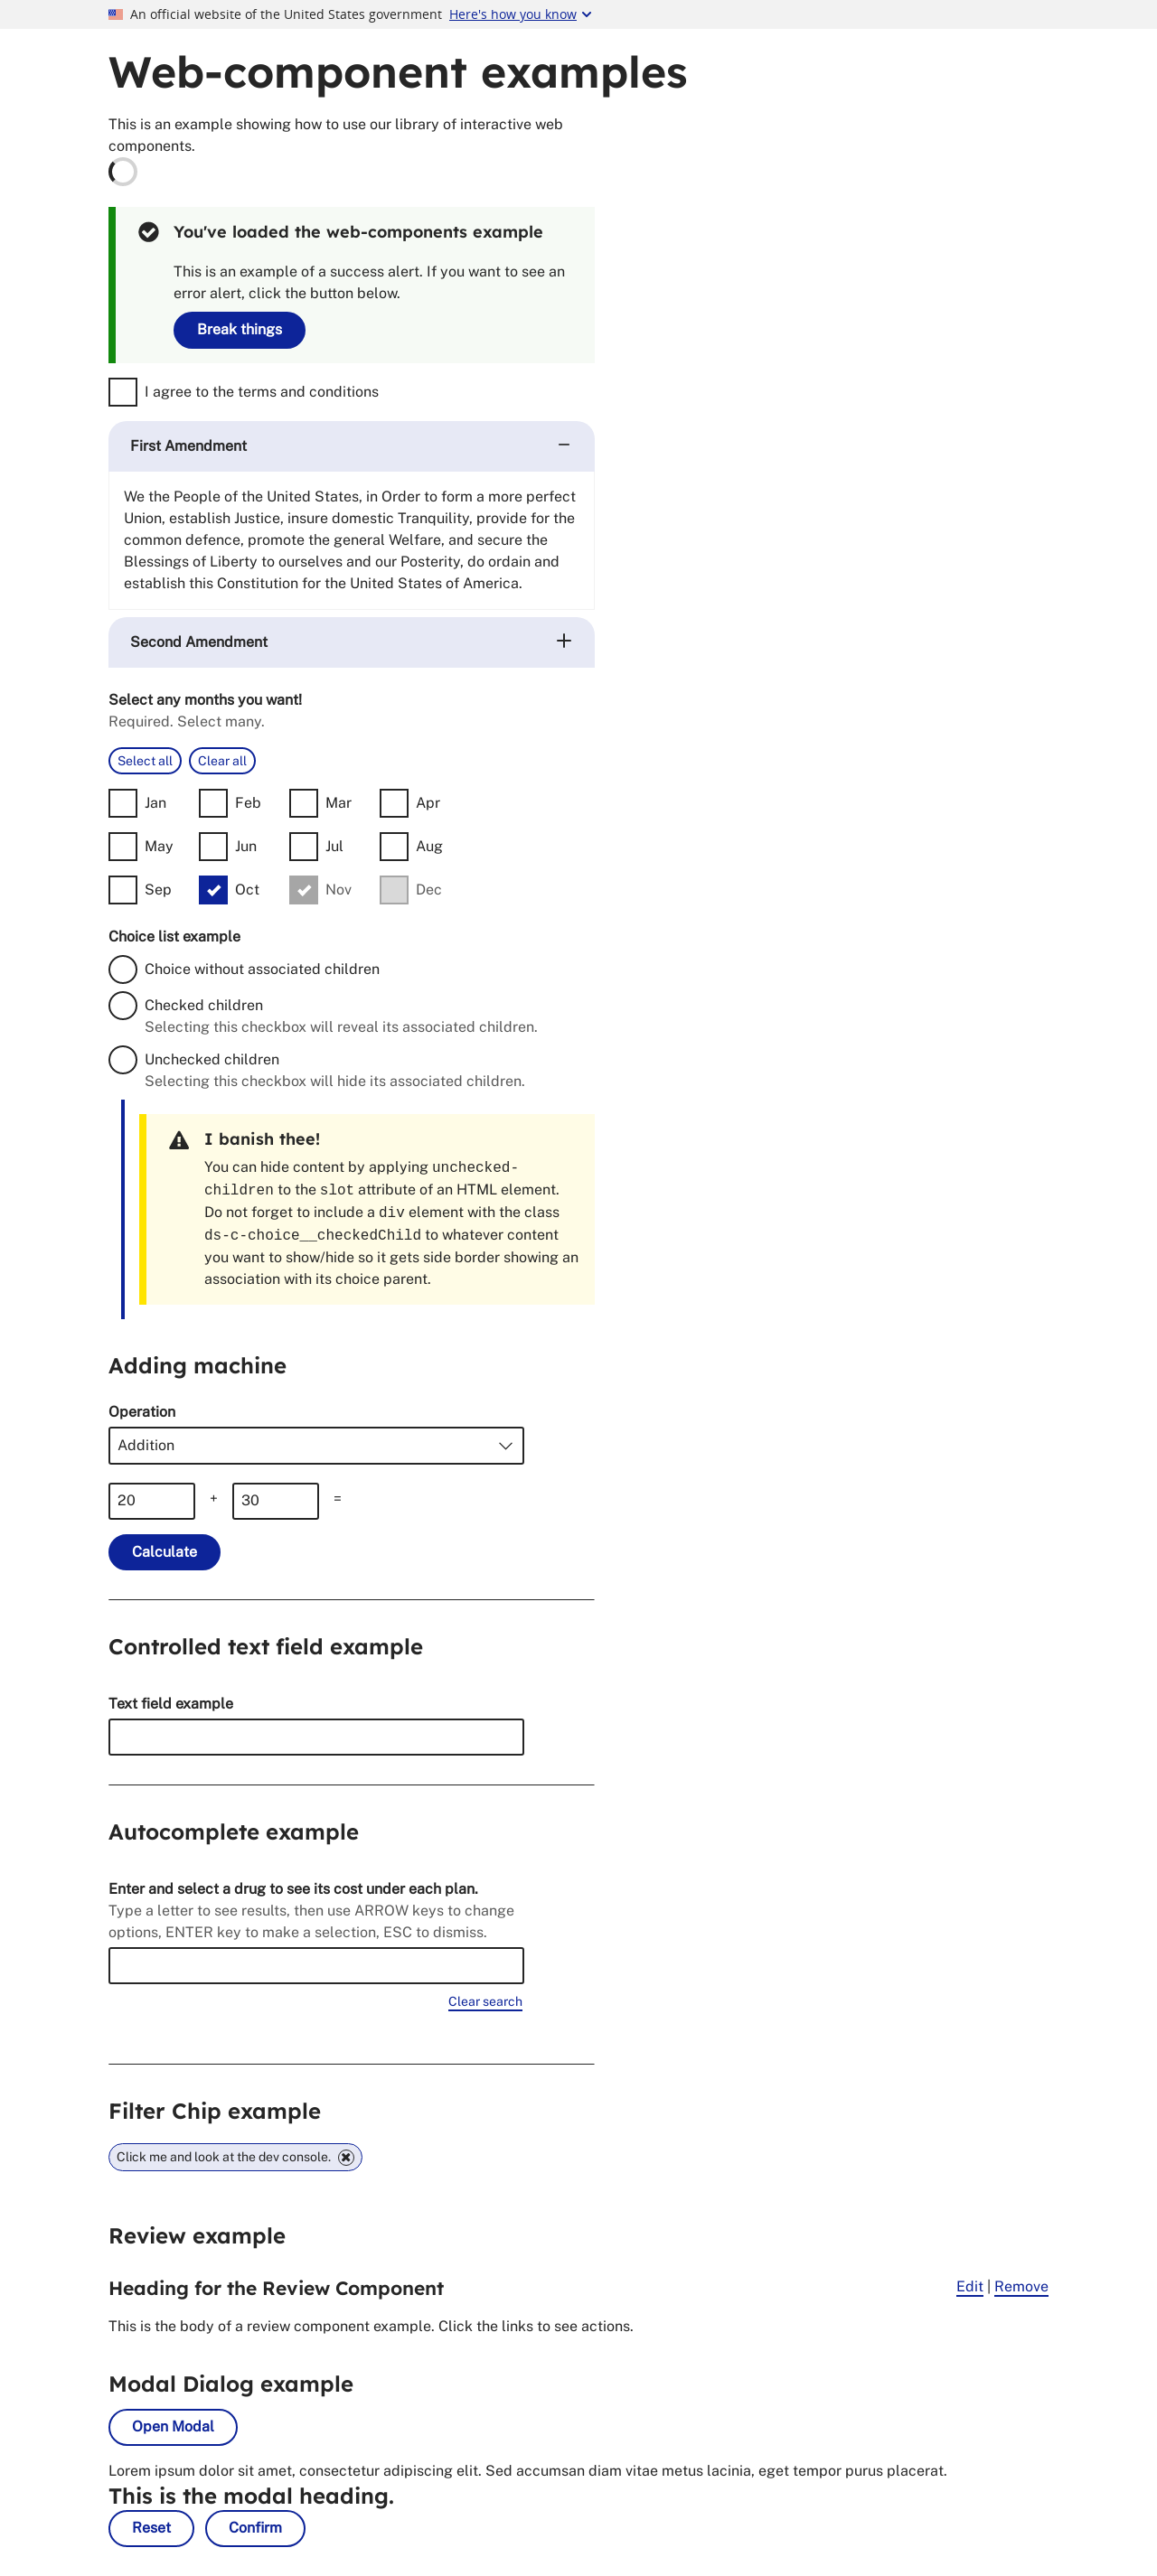 An official website of the United States government Here's how you know
Web-component examples
This is an example showing how to use our library of interactive web
components.
You've loaded the web-components example
This is an example of a success alert. If you want to see an
error alert, click the button below.
Break things
I agree to the terms and conditions
First Amendment
We the People of the United States, in Order to form a more perfect
Union, establish Justice, insure domestic Tranquility, provide for the
common defence, promote the general Welfare, and secure the
Blessings of Liberty to ourselves and our Posterity, do ordain and
establish this Constitution for the United States of America.
Second Amendment
Select any months you want!
Required. Select many.
Select all Clear all
Jan Feb Mar Apr
May Jun Jul Aug
Sep Oct Nov Dec
Choice list example
Choice without associated children
Checked children
Selecting this checkbox will reveal its associated children.
Unchecked children
Selecting this checkbox will hide its associated children.
I banish thee!
You can hide content by applying unchecked-
children to the slot attribute of an HTML element.
Do not forget to include a div element with the class
ds-c-choice__checkedChild to whatever content
you want to show/hide so it gets side border showing an
association with its choice parent.
Adding machine
Operation
Addition
20 + 30 =
Calculate
Controlled text field example
Text field example
Autocomplete example
Enter and select a drug to see its cost under each plan.
Type a letter to see results, then use ARROW keys to change
options, ENTER key to make a selection, ESC to dismiss.
Clear search
Filter Chip example
Click me and look at the dev console.
Review example
Heading for the Review Component Edit | Remove
This is the body of a review component example. Click the links to see actions.
Modal Dialog example
Open Modal
Lorem ipsum dolor sit amet, consectetur adipiscing elit. Sed accumsan diam vitae metus lacinia, eget tempor purus placerat.
This is the modal heading.
Reset Confirm